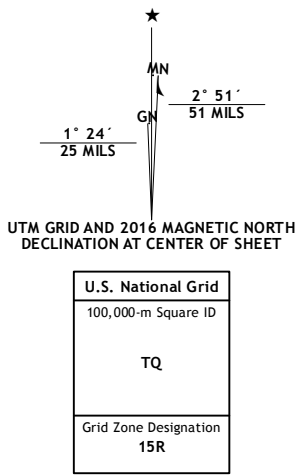 ★
MN
GN
2° 51´
51 MILS
1° 24´
25 MILS
UTM GRID AND 2016 MAGNETIC NORTH
DECLINATION AT CENTER OF SHEET
U.S. National Grid
100,000-m Square ID
TQ
Grid Zone Designation
15R